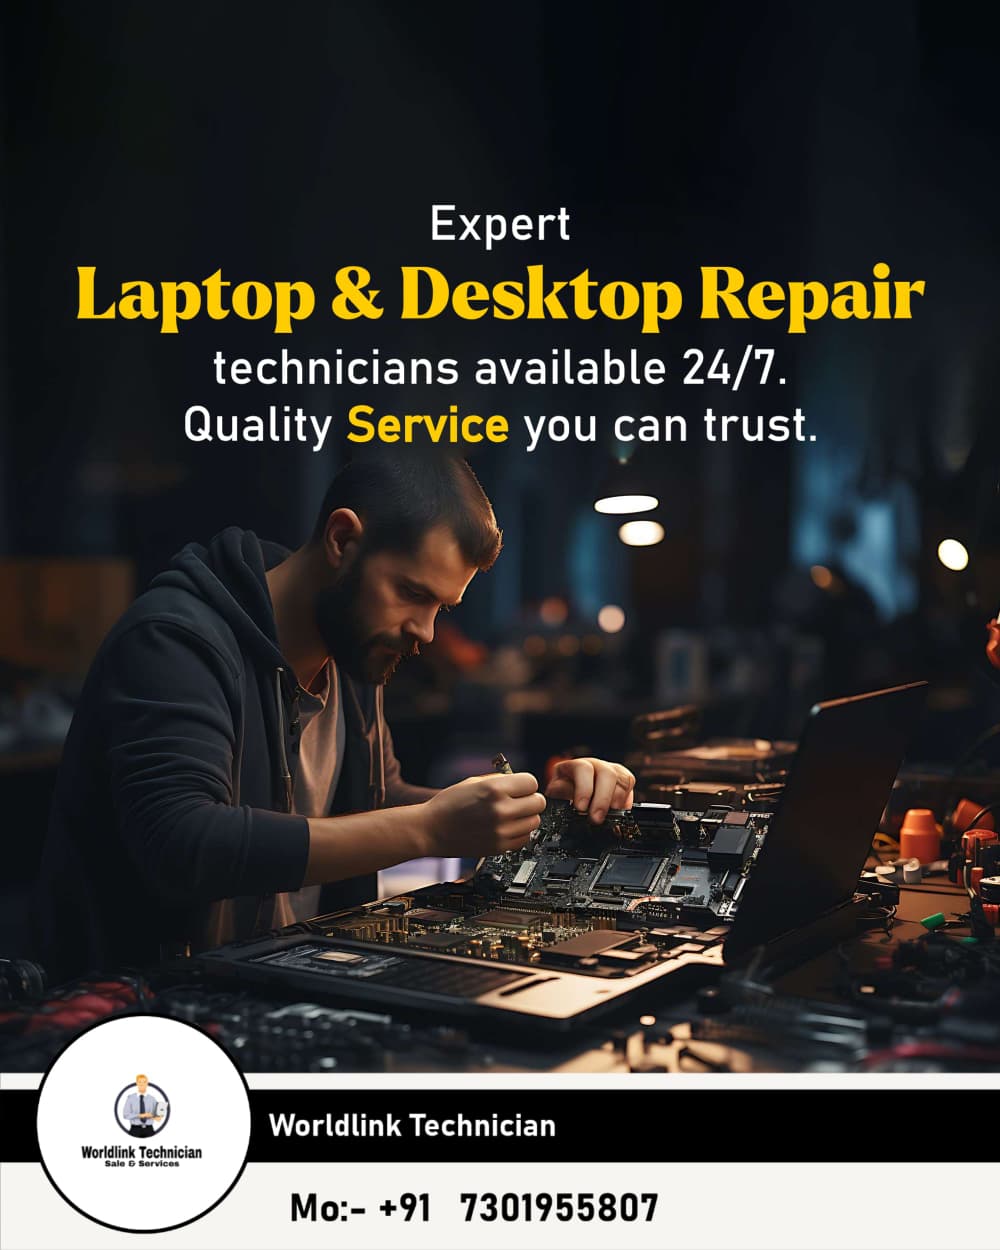 Expert
Laptop & Desktop Repair
technicians available 24/7.
Quality Service you can trust.
Worldlink Technician
Sale & Services
Worldlink Technician
Mo:- +91 7301955807